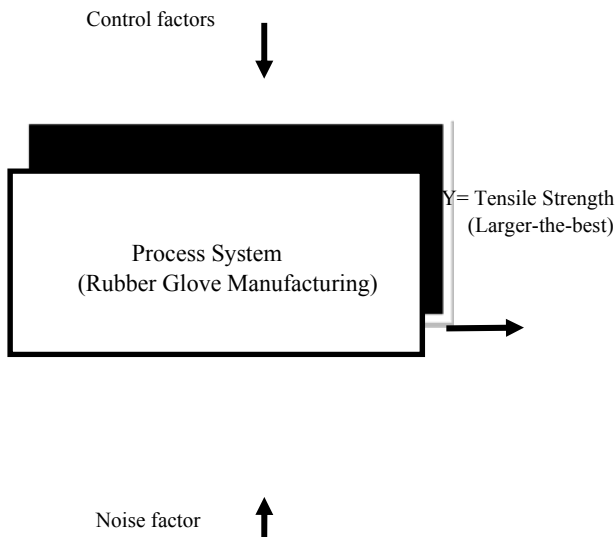 Control factors
Y= Tensile Strength
(Larger-the-best)
Process System
(Rubber Glove Manufacturing)
Noise factor